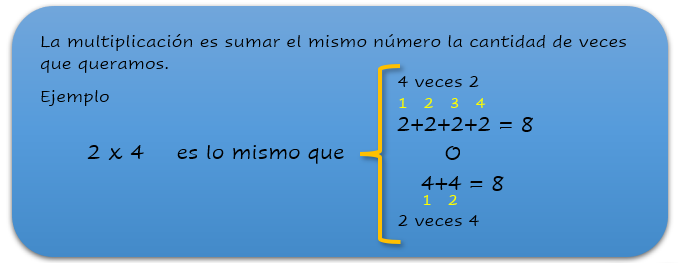 La multiplicación es sumar el mismo número la cantidad de veces
que queramos.
Ejemplo
4 veces 2
1 2 3 4
2+2+2+2 = 8
2 x 4 es lo mismo que
O
4+4 = 8
1 2
2 veces 4